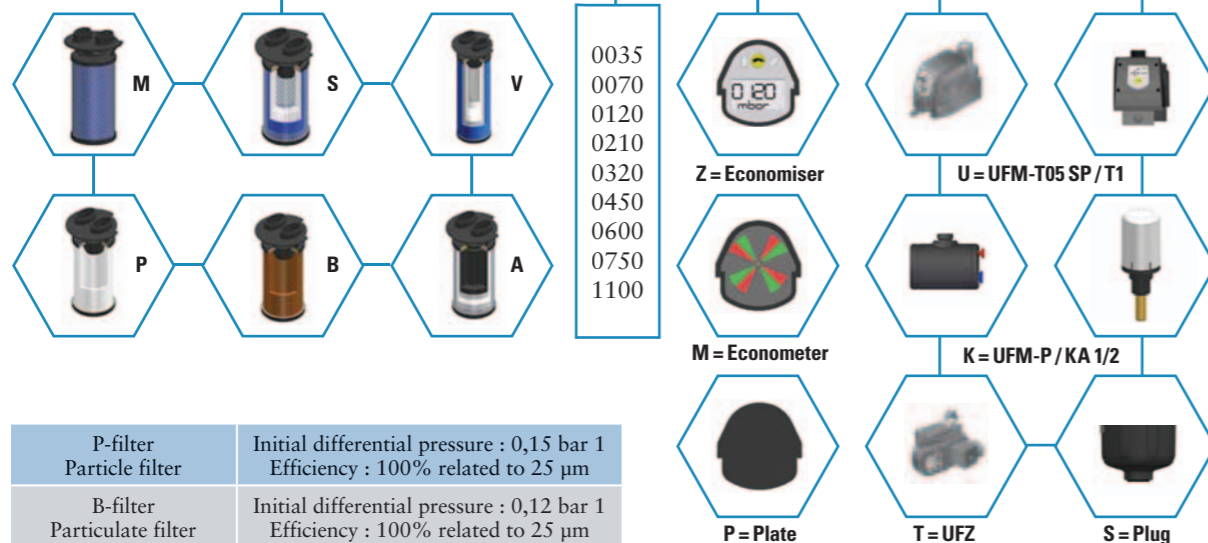 M
S
V
P
B
A
0035
0070
0120
0210
0320
0450
0600
0750
1100
0 120
mbar
Z = Economiser
U = UFM-T05 SP / T1
M = Econometer
K = UFM-P / KA 1/2
P = Plate
T = UFZ
S = Plug
P-filter
Particle filter
Initial differential pressure : 0,15 bar 1
Efficiency : 100% related to 25 µm
B-filter
Particulate filter
Initial differential pressure : 0,12 bar 1
Efficiency : 100% related to 25 µm